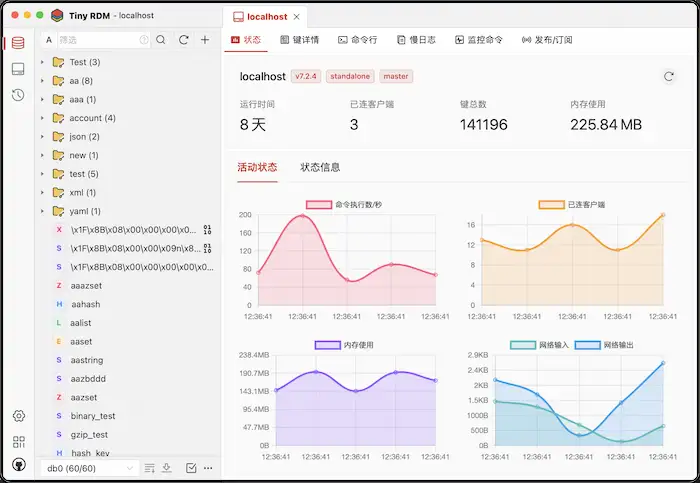 Tiny RDM - localhost
localhost
A
筛选
Test (3)
aa (8)
aaa (1)
account (4)
json (2)
new (1)
test (5)
xml (1)
yaml (1)
X \x1F\x8B\x08\x00\x00\x00\x0...
S \x1F\x8B\x08\x00\x00\x09n\x8...
S \x1F\x8B\x08\x00\x00\x00\x00\x0...
Z aaazset
H aahash
L aalist
E aaset
S aastring
S aazbddd
Z aazset
S binary_test
S gzip_test
H hash_key
db0 (60/60)
状态 键详情 命令行 慢日志 监控命令 发布/订阅
localhost v7.2.4 standalone master
运行时间 已连客户端 键总数 内存使用
8 天 3 141196 225.84 MB
活动状态 状态信息
命令执行数/秒
200
160
120
80
40
0
12:36:41 12:36:41 12:36:41 12:36:41 12:36:41
已连客户端
16
12
8
4
0
12:36:41 12:36:41 12:36:41 12:36:41 12:36:41
内存使用
238.4MB
190.7MB
143.1MB
95.4MB
47.7MB
0B
12:36:41 12:36:41 12:36:41 12:36:41 12:36:41
网络输入 网络输出
2.9KB
2.4KB
2KB
1.5KB
1000B
500B
0B
12:36:41 12:36:41 12:36:41 12:36:41 12:36:41